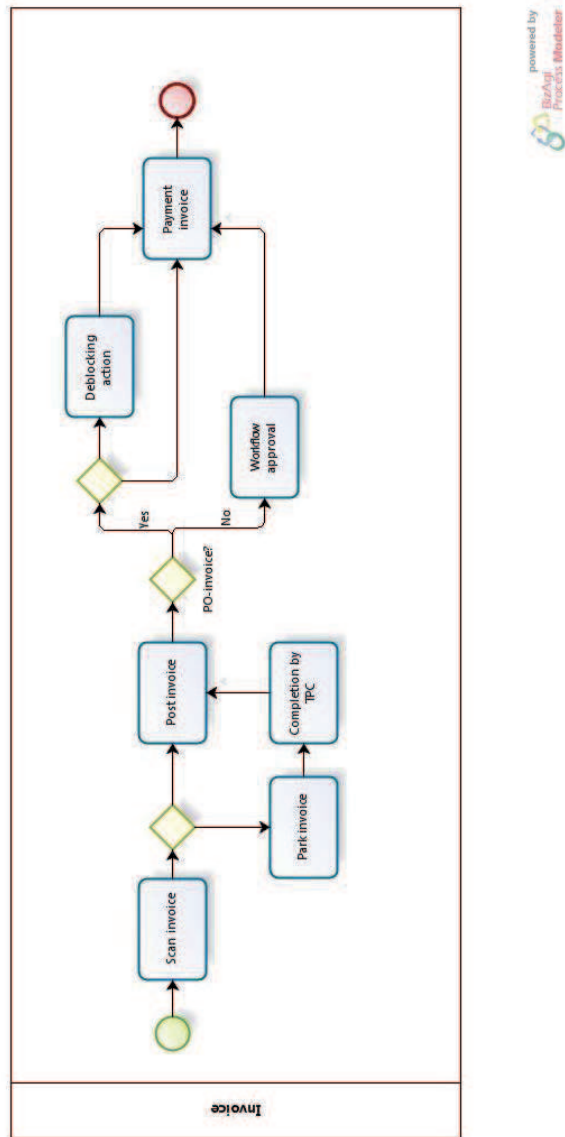 Invoice
Scan invoice
Park invoice
Completion by
TPC
Post invoice
PO-invoice?
Yes
No
Deblocking
action
Workflow
approval
Payment
invoice
powered by
BizAgi
Process Modeler